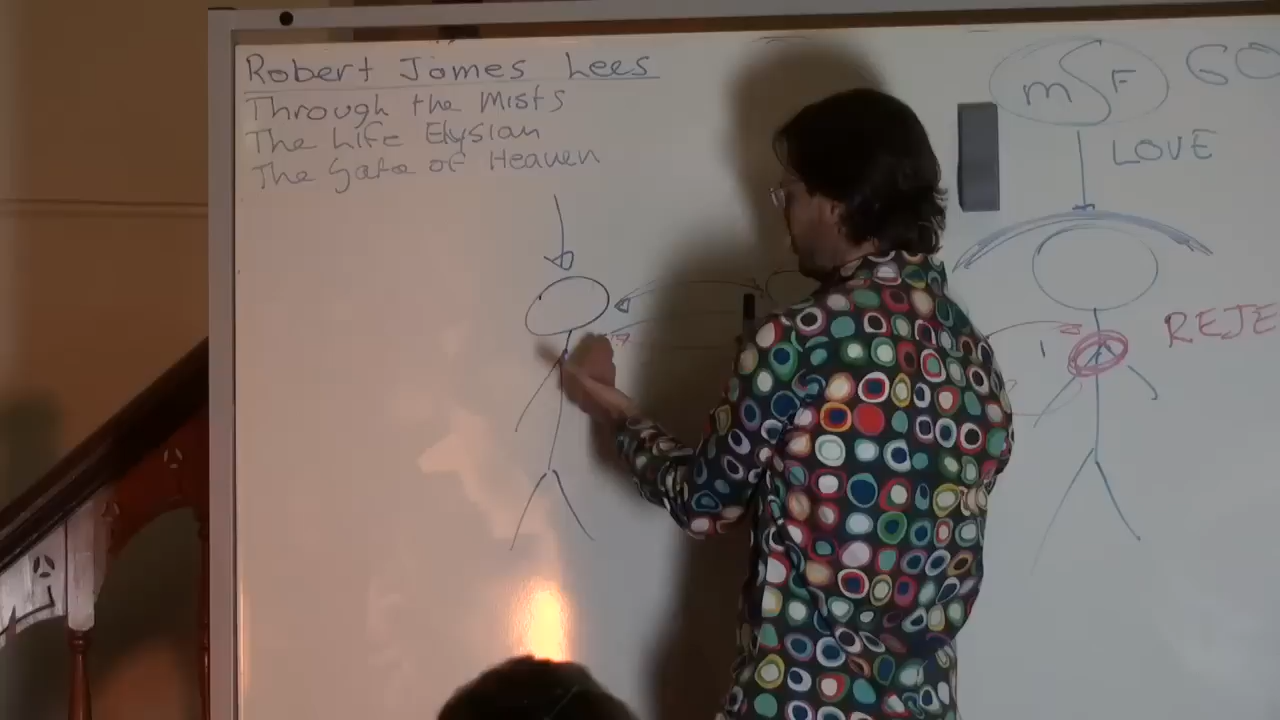 Robert James Lees
Through the Mists
The Life Elysian
The Gate of Heaven
m F GO
LOVE
REJE